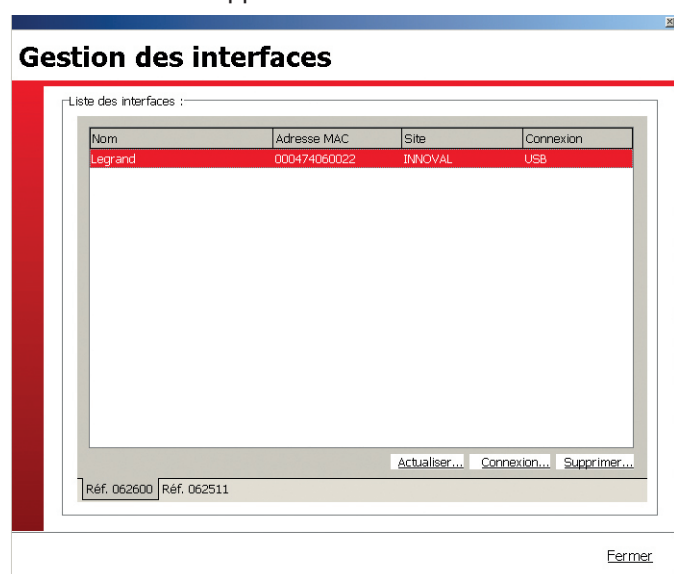 Gestion des interfaces
Liste des interfaces :
Nom Adresse MAC Site Connexion
Legrand 000474060022 INNOVAL USB
Actualiser... Connexion... Supprimer...
Réf. 062600 Réf. 062511
Fermer